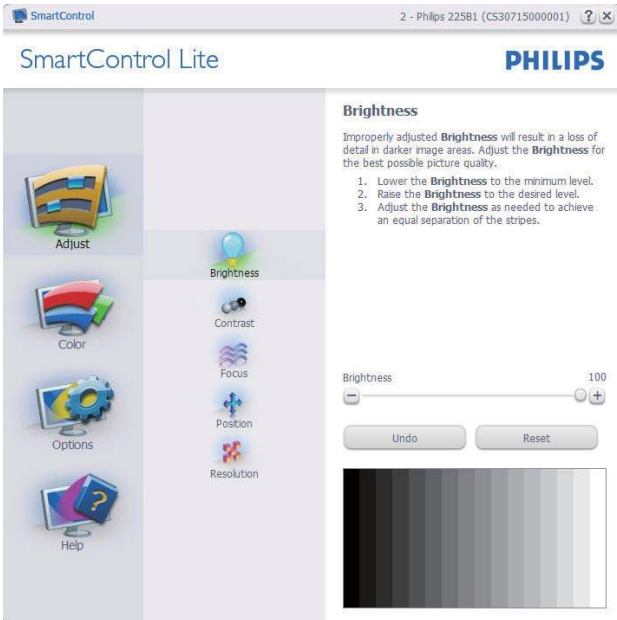 SmartControl
2 - Philips 225B1 (CS30715000001)
?
SmartControl Lite
PHILIPS
Adjust
Color
Options
?
Help
Brightness
Contrast
Focus
Position
Resolution
Brightness
Improperly adjusted Brightness will result in a loss of
detail in darker image areas. Adjust the Brightness for
the best possible picture quality.
1. Lower the Brightness to the minimum level.
2. Raise the Brightness to the desired level.
3. Adjust the Brightness as needed to achieve
an equal separation of the stripes.
Brightness
100
Undo
Reset